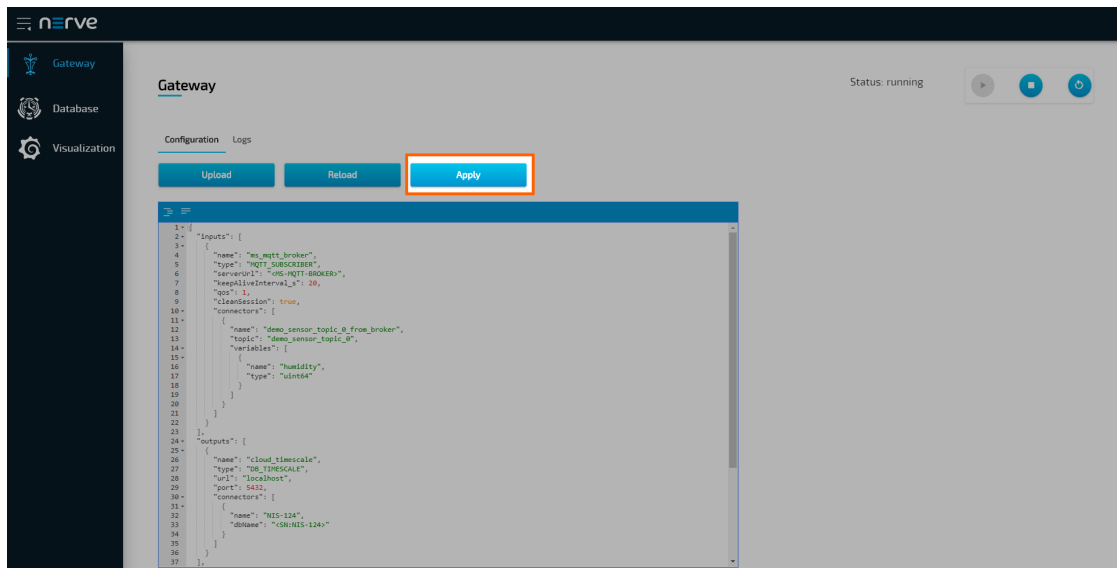 nerve
Gateway
Database
Visualization
Gateway
Status: running
Configuration Logs
Upload Reload Apply
1 {
2 "inputs": [
3 {
4 "name": "ms_mqtt_broker",
5 "type": "MQTT_SUBSCRIBER",
6 "serverUrl": "<MS-MQTT-BROKER>",
7 "keepAliveInterval_s": 20,
8 "qos": 1,
9 "cleanSession": true,
10 "connectors": [
11 {
12 "name": "demo_sensor_topic_0_from_broker",
13 "topic": "demo_sensor_topic_0",
14 "variables": [
15 {
16 "name": "humidity",
17 "type": "uint64"
18 }
19 ]
20 }
21 ]
22 }
23 ],
24 "outputs": [
25 {
26 "name": "cloud_timescale",
27 "type": "DB_TIMESCALE",
28 "url": "localhost",
29 "port": 5432,
30 "connectors": [
31 {
32 "name": "NIS-124",
33 "dbName": "<SN:NIS-124>"
34 }
35 ]
36 }
37 ],